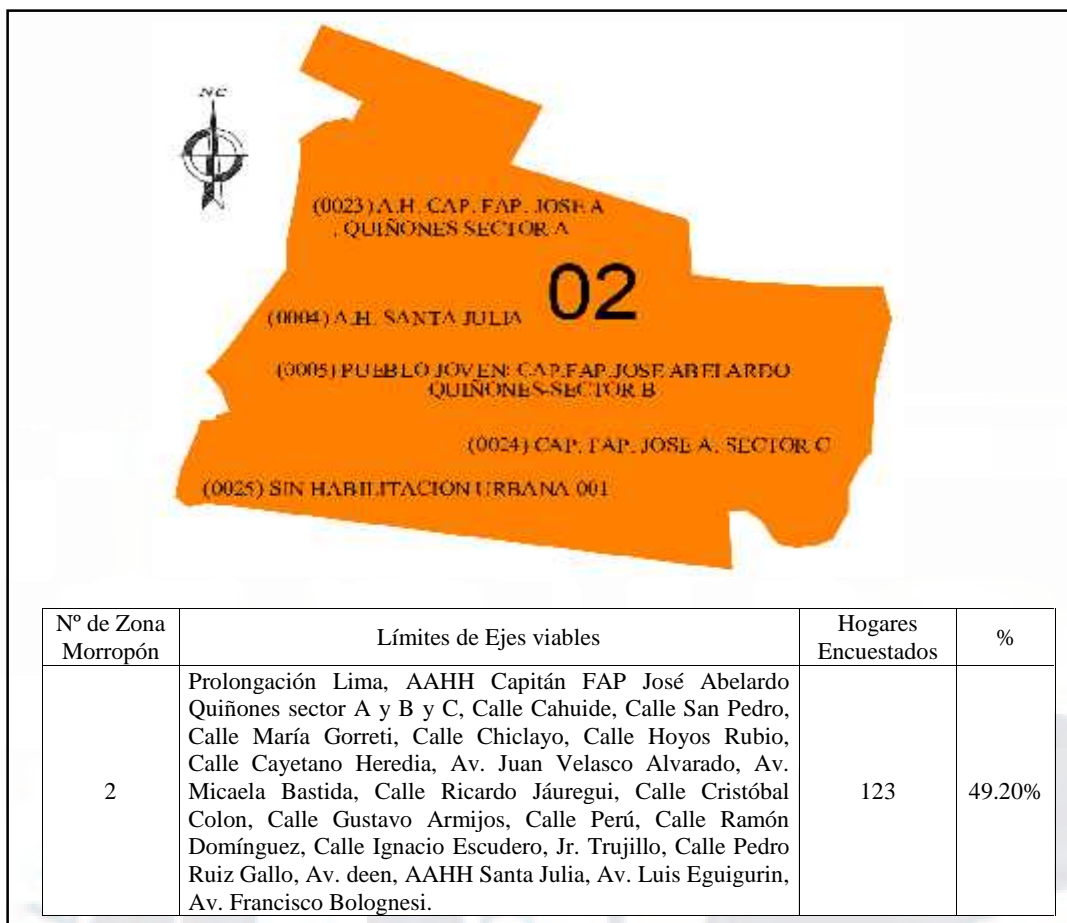 NC
(0023) A.H. CAP. FAP. JOSE A
. QUIÑONES SECTOR A
02
(0004) A.H. SANTA JULIA
(0005) PUEBLO JOVEN: CAP.FAP.JOSE ABELARDO
QUIÑONES-SECTOR B
(0024) CAP. FAP. JOSE A. SECTOR C
(0025) SIN HABILITACION URBANA 001
Nº de Zona Morropón
Límites de Ejes viables
Hogares Encuestados
%
2
Prolongación Lima, AAHH Capitán FAP José Abelardo
Quiñones sector A y B y C, Calle Cahuide, Calle San Pedro,
Calle María Gorreti, Calle Chiclayo, Calle Hoyos Rubio,
Calle Cayetano Heredia, Av. Juan Velasco Alvarado, Av.
Micaela Bastida, Calle Ricardo Jáuregui, Calle Cristóbal
Colon, Calle Gustavo Armijos, Calle Perú, Calle Ramón
Domínguez, Calle Ignacio Escudero, Jr. Trujillo, Calle Pedro
Ruiz Gallo, Av. deen, AAHH Santa Julia, Av. Luis Eguigurin,
Av. Francisco Bolognesi.
123
49.20%